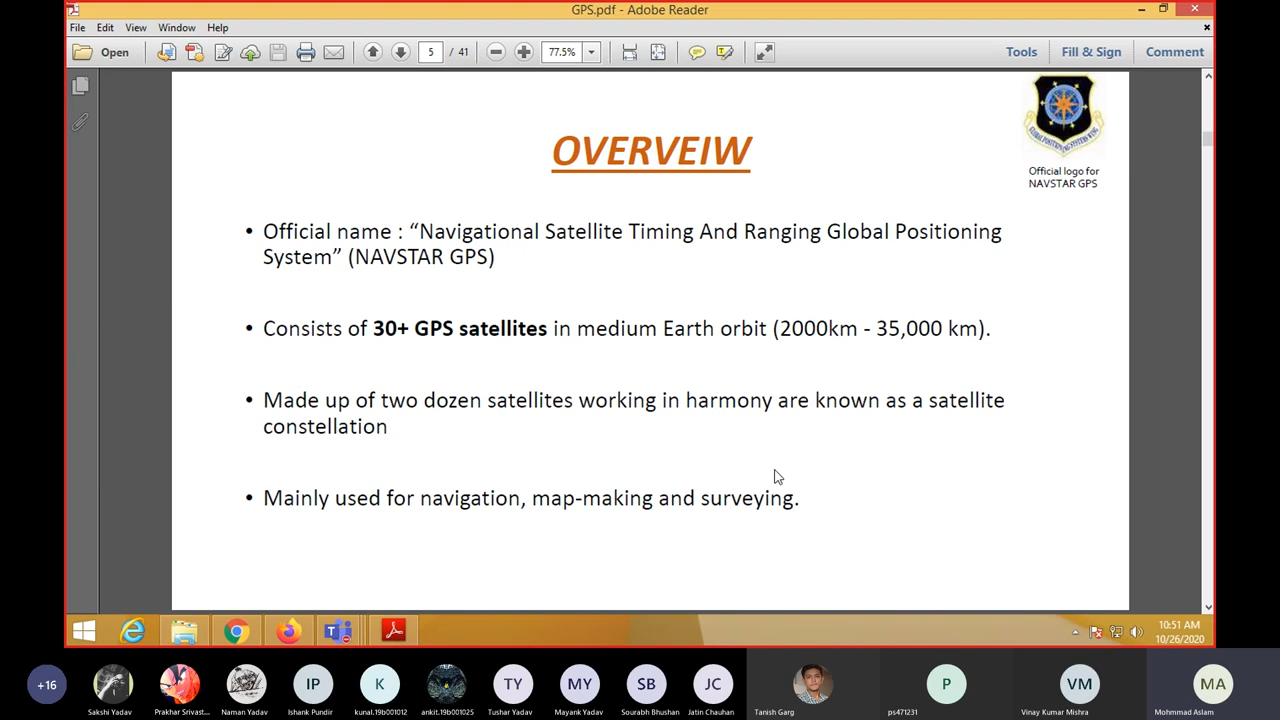 GPS.pdf - Adobe Reader
File Edit View Window Help
Open 5 / 41 77.5% Tools Fill & Sign Comment
OVERVEIW
Official logo for
NAVSTAR GPS
• Official name : “Navigational Satellite Timing And Ranging Global Positioning
System” (NAVSTAR GPS)
• Consists of 30+ GPS satellites in medium Earth orbit (2000km - 35,000 km).
• Made up of two dozen satellites working in harmony are known as a satellite
constellation
• Mainly used for navigation, map-making and surveying.
10:51 AM
10/26/2020
+16 IP K TY MY SB JC P VM MA
Sakshi Yadav Prakhar Srivast... Naman Yadav Ishank Pundir kunal.19b001012 ankit.19b001025 Tushar Yadav Mayank Yadav Sourabh Bhushan Jatin Chauhan Tanish Garg ps471231 Vinay Kumar Mishra Mohmmad Aslam